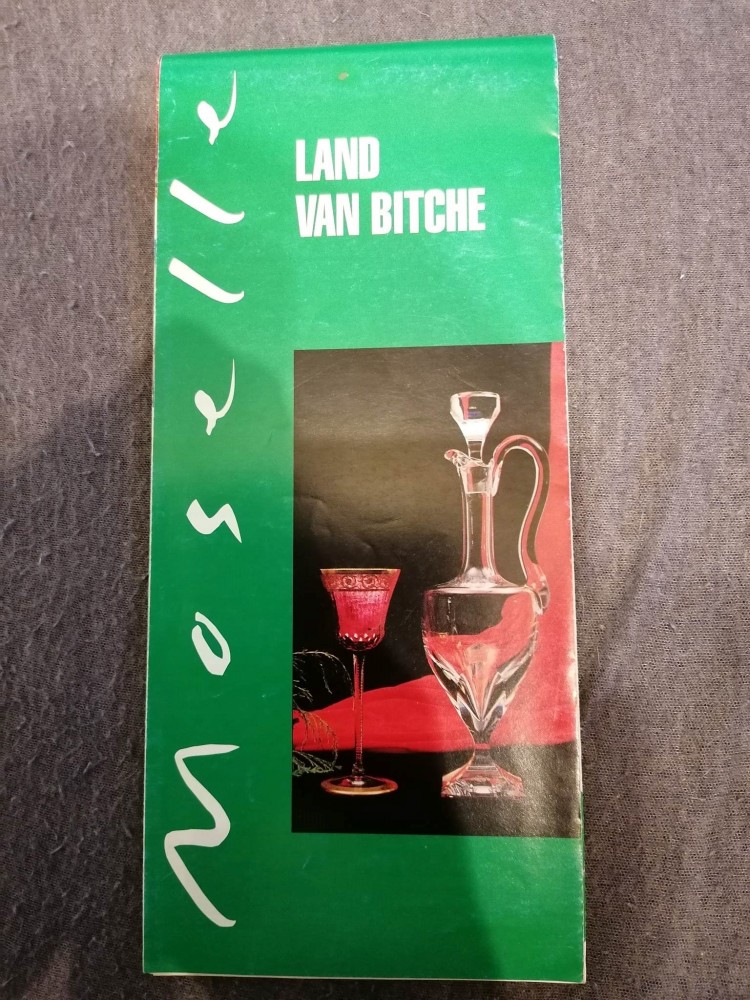 Moselle
LAND
VAN BITCHE